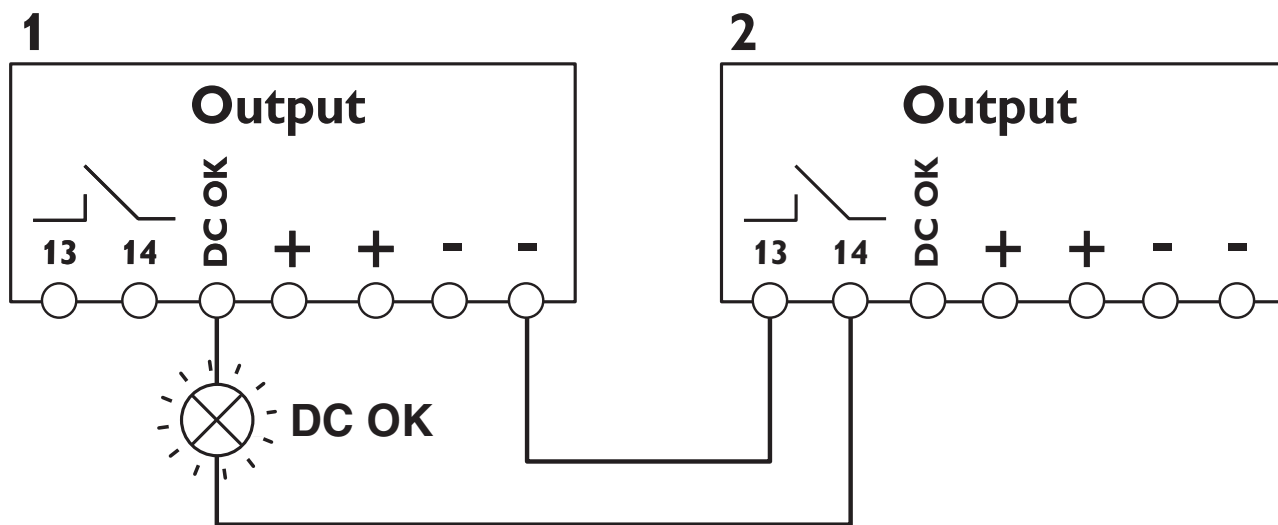 1
2
Output
Output
DC OK
DC OK
13 14 + + - -
13 14 + + - -
DC OK